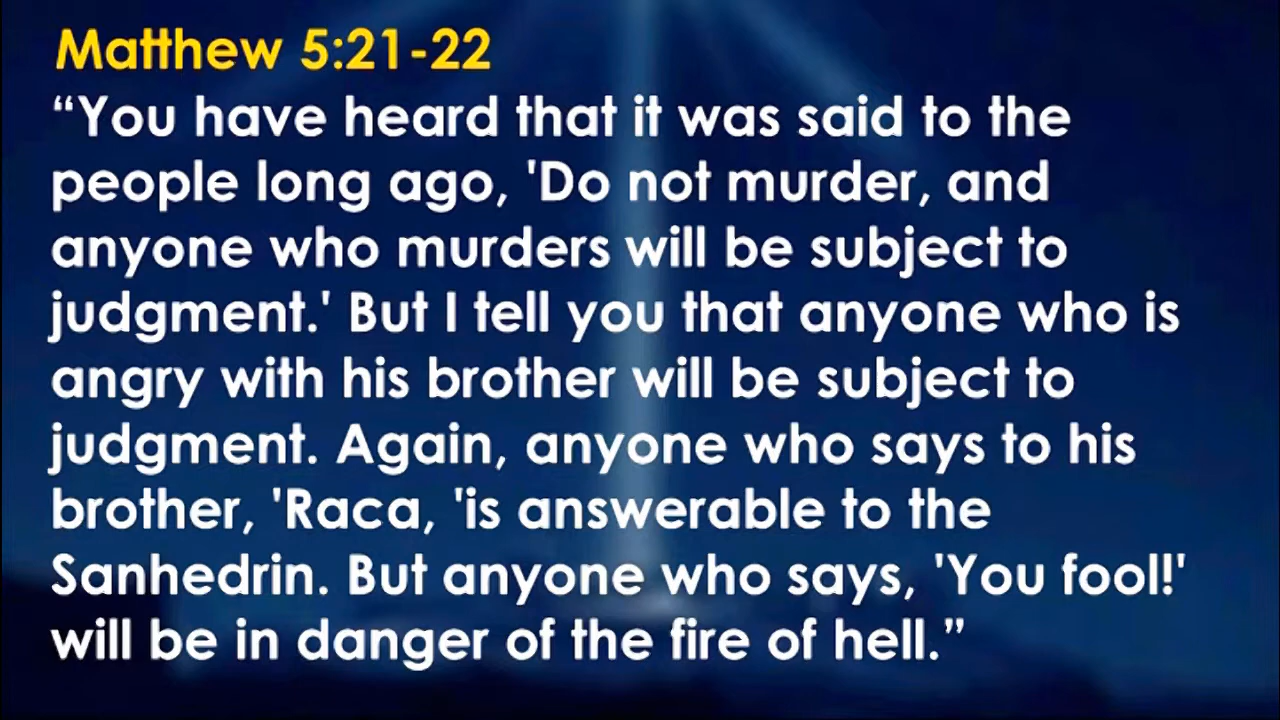 Matthew 5:21-22
“You have heard that it was said to the
people long ago, 'Do not murder, and
anyone who murders will be subject to
judgment.' But I tell you that anyone who is
angry with his brother will be subject to
judgment. Again, anyone who says to his
brother, 'Raca, 'is answerable to the
Sanhedrin. But anyone who says, 'You fool!'
will be in danger of the fire of hell.”